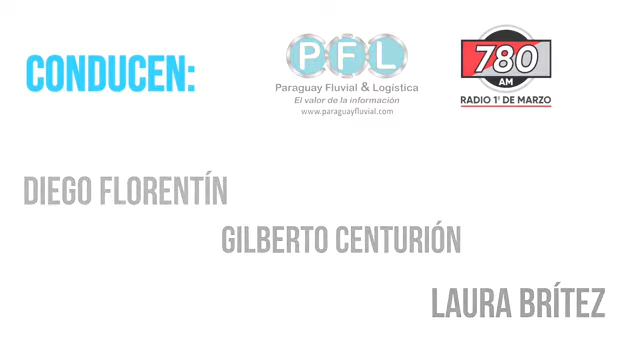 CONDUCEN:
PFL
Paraguay Fluvial & Logística
El valor de la información
www.paraguayfluvial.com
780
AM
RADIO 1º DE MARZO
DIEGO FLORENTÍN
GILBERTO CENTURIÓN
LAURA BRÍTEZ